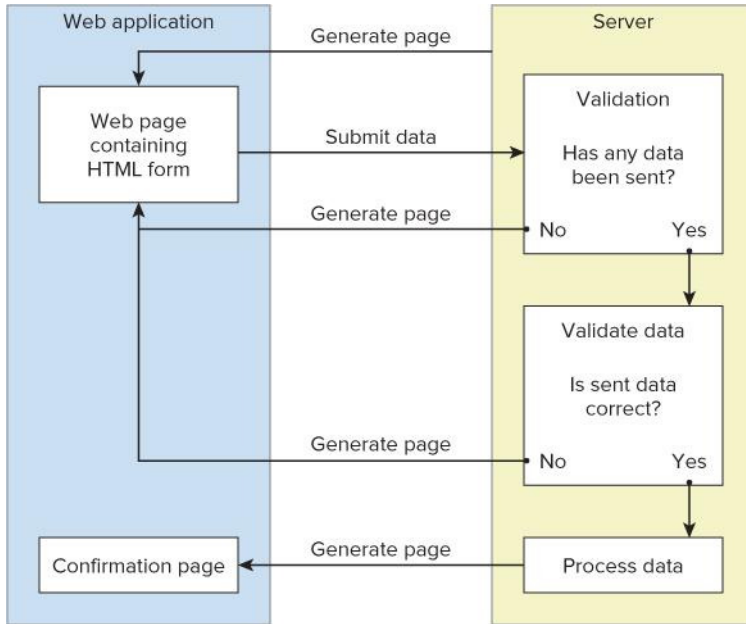 Web application
Server
Generate page
Web page
containing
HTML form
Submit data
Validation
Has any data
been sent?
Generate page
No
Yes
Validate data
Is sent data
correct?
Generate page
No
Yes
Confirmation page
Generate page
Process data